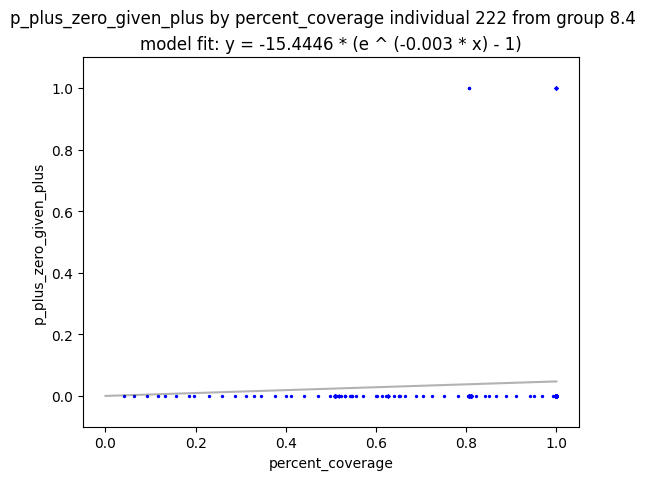 p_plus_zero_given_plus by percent_coverage individual 222 from group 8.4
model fit: y = -15.4446 * (e ^ (-0.003 * x) - 1)
1.0
0.8
0.6
0.4
0.2
0.0
p_plus_zero_given_plus
0.0 0.2 0.4 0.6 0.8 1.0
percent_coverage